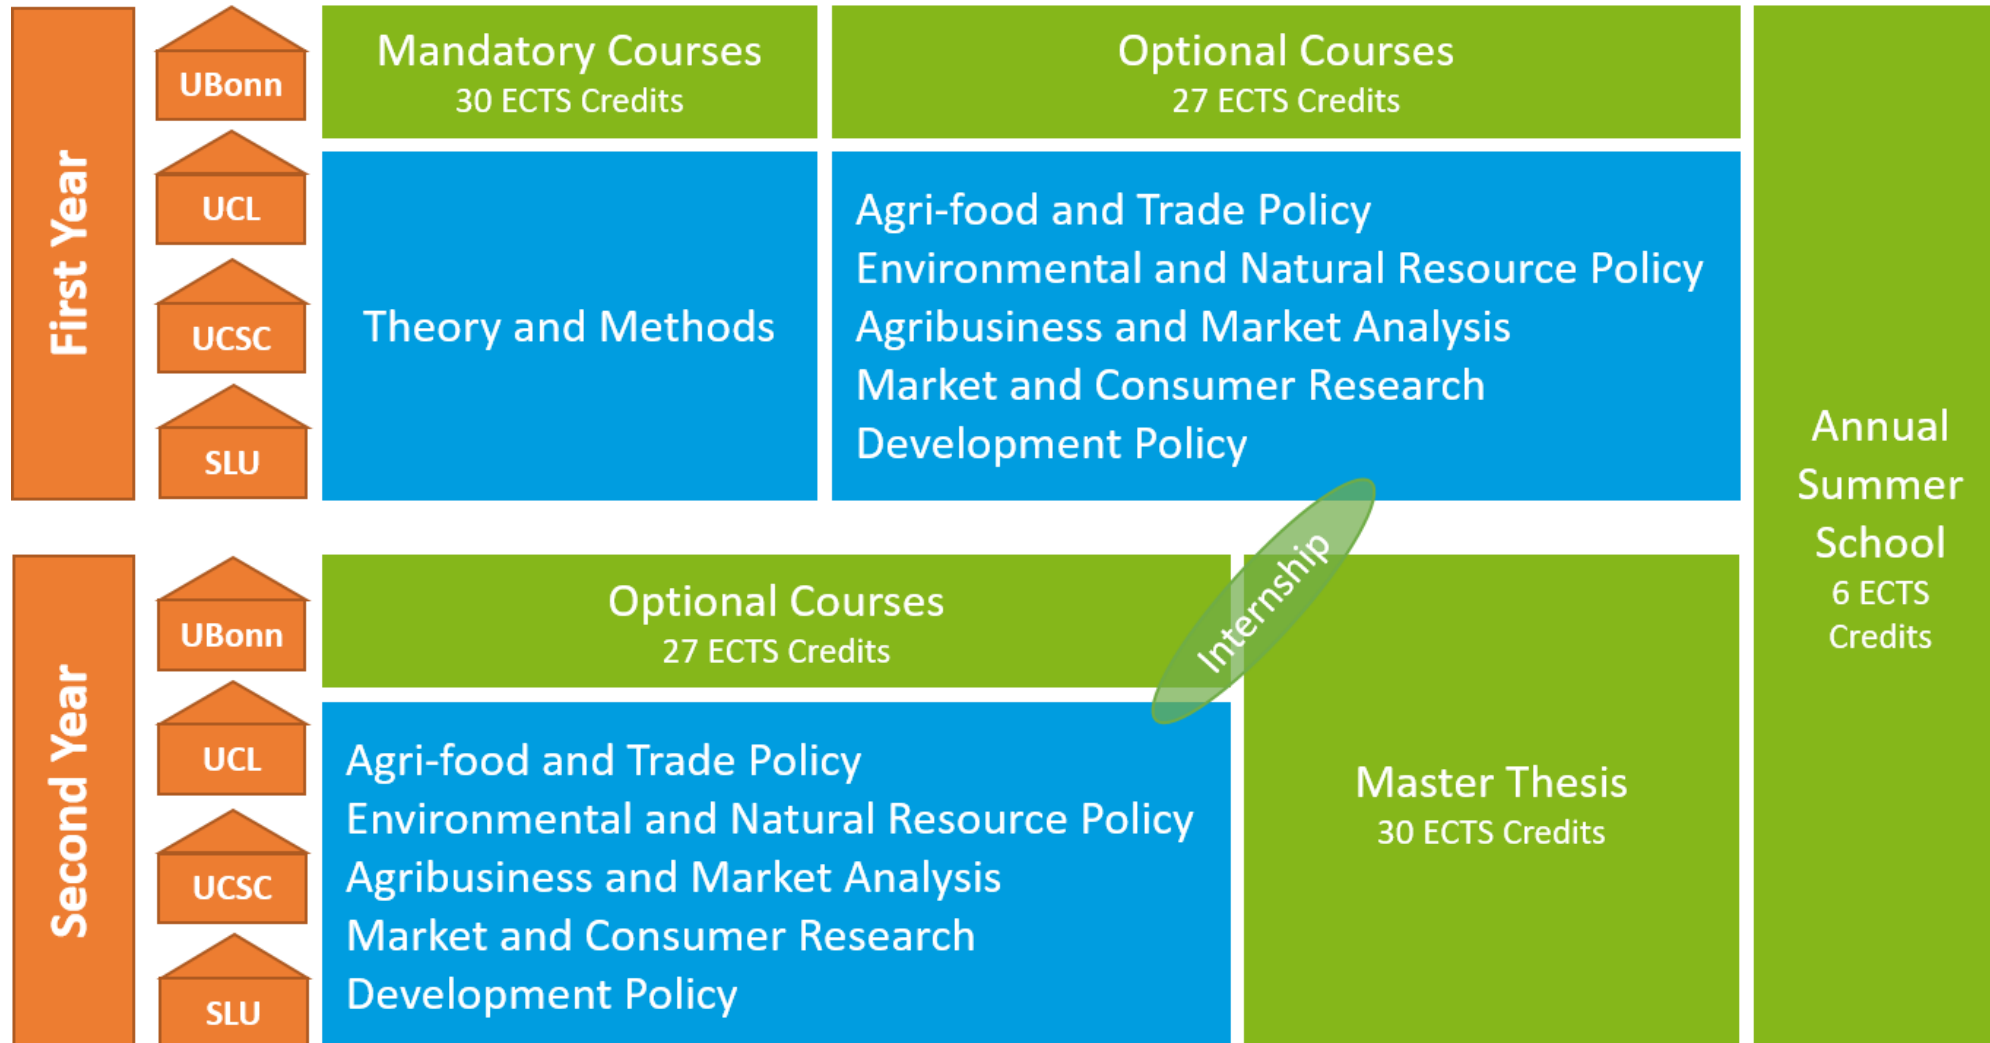 First Year
UBonn
UCL
UCSC
SLU
Mandatory Courses
30 ECTS Credits
Theory and Methods
Optional Courses
27 ECTS Credits
Agri-food and Trade Policy
Environmental and Natural Resource Policy
Agribusiness and Market Analysis
Market and Consumer Research
Development Policy
Internship
Second Year
UBonn
UCL
UCSC
SLU
Optional Courses
27 ECTS Credits
Agri-food and Trade Policy
Environmental and Natural Resource Policy
Agribusiness and Market Analysis
Market and Consumer Research
Development Policy
Master Thesis
30 ECTS Credits
Annual
Summer
School
6 ECTS
Credits